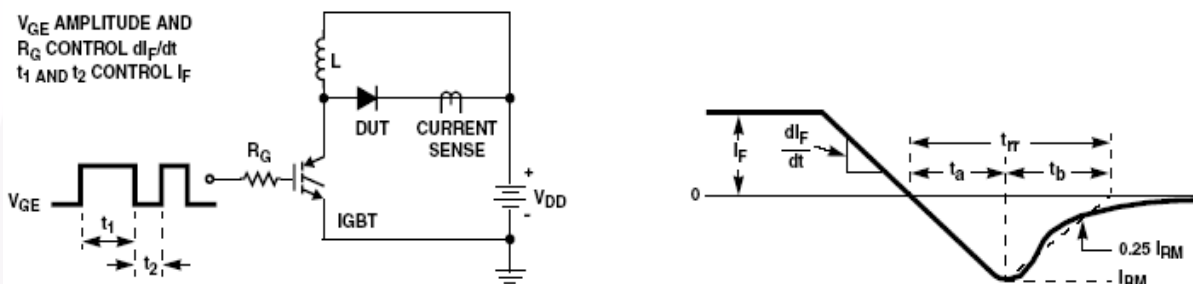 V_GE AMPLITUDE AND
R_G CONTROL dI_F/dt
t_1 AND t_2 CONTROL I_F
L
DUT
CURRENT
SENSE
R_G
V_GE
IGBT
+
V_DD
-
t_1
t_2
I_F
dI_F
dt
t_rr
t_a
t_b
0
0.25 I_RM
I_RM